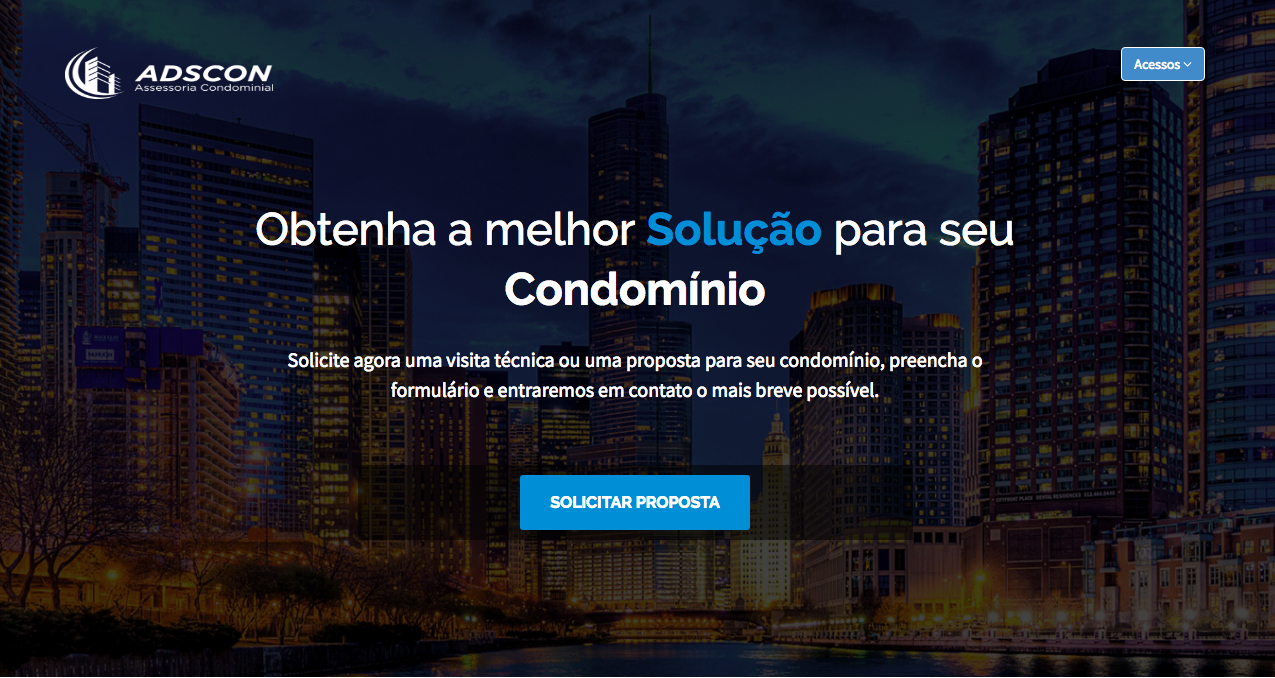 ADSCON
Assessoria Condominial
Acessos
Obtenha a melhor Solução para seu
Condomínio
Solicite agora uma visita técnica ou uma proposta para seu condomínio, preencha o
formulário e entraremos em contato o mais breve possível.
SOLICITAR PROPOSTA